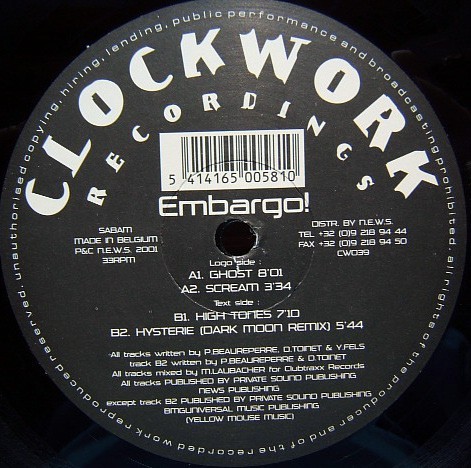 unauthorised copying, hiring, lending, public performance and broadcasting prohibited.
CLOCKWORK
RECORDINGS
5 414165 005810
Embargo!
SABAM
MADE IN BELGIUM
P&C N.E.W.S. 2001
33RPM
DISTR. BY N.E.W.S.
TEL +32 (0)9 218 94 44
FAX +32 (0)9 218 94 50
CW039
Logo side :
A1. GHOST 8'01
A2. SCREAM 3'34
Text side :
B1. HIGH TONES 7'10
B2. HYSTERIE (DARK MOON REMIX) 5'44
All tracks written by P.BEAUREPERRE, D.TOINET & Y.FELS
track B2 written by P.BEAUREPERRE & D.TOINET
All tracks mixed by M.LAUBACHER for Clubtraxx Records
All tracks PUBLISHED BY PRIVATE SOUND PUBLISHING
NEWS PUBLISHING
except track B2 PUBLISHED BY PRIVATE SOUND PUBLISHING
BMGUNIVERSAL MUSIC PUBLISHING
(YELLOW MOUSE MUSIC)
all rights of the producer and of the recorded work reproduced reserved.